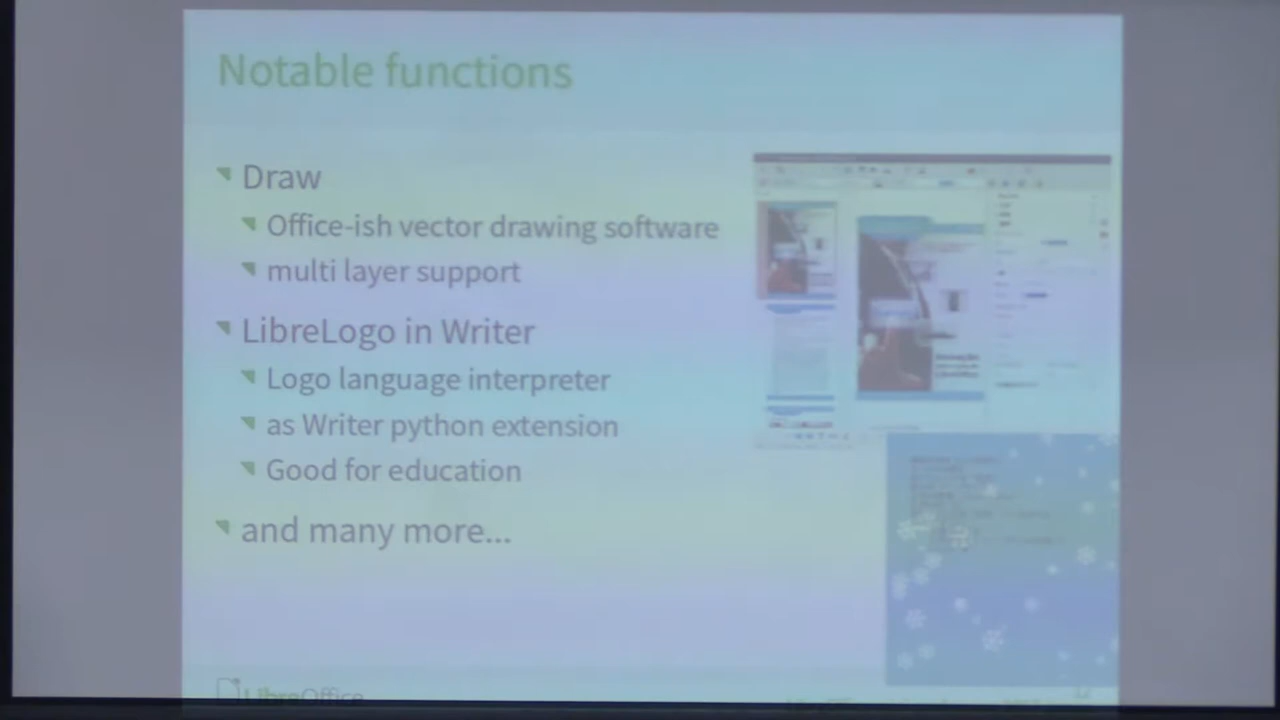 Notable functions
Draw
Office-ish vector drawing software
multi layer support
LibreLogo in Writer
Logo language interpreter
as Writer python extension
Good for education
and many more...
LibreOffice